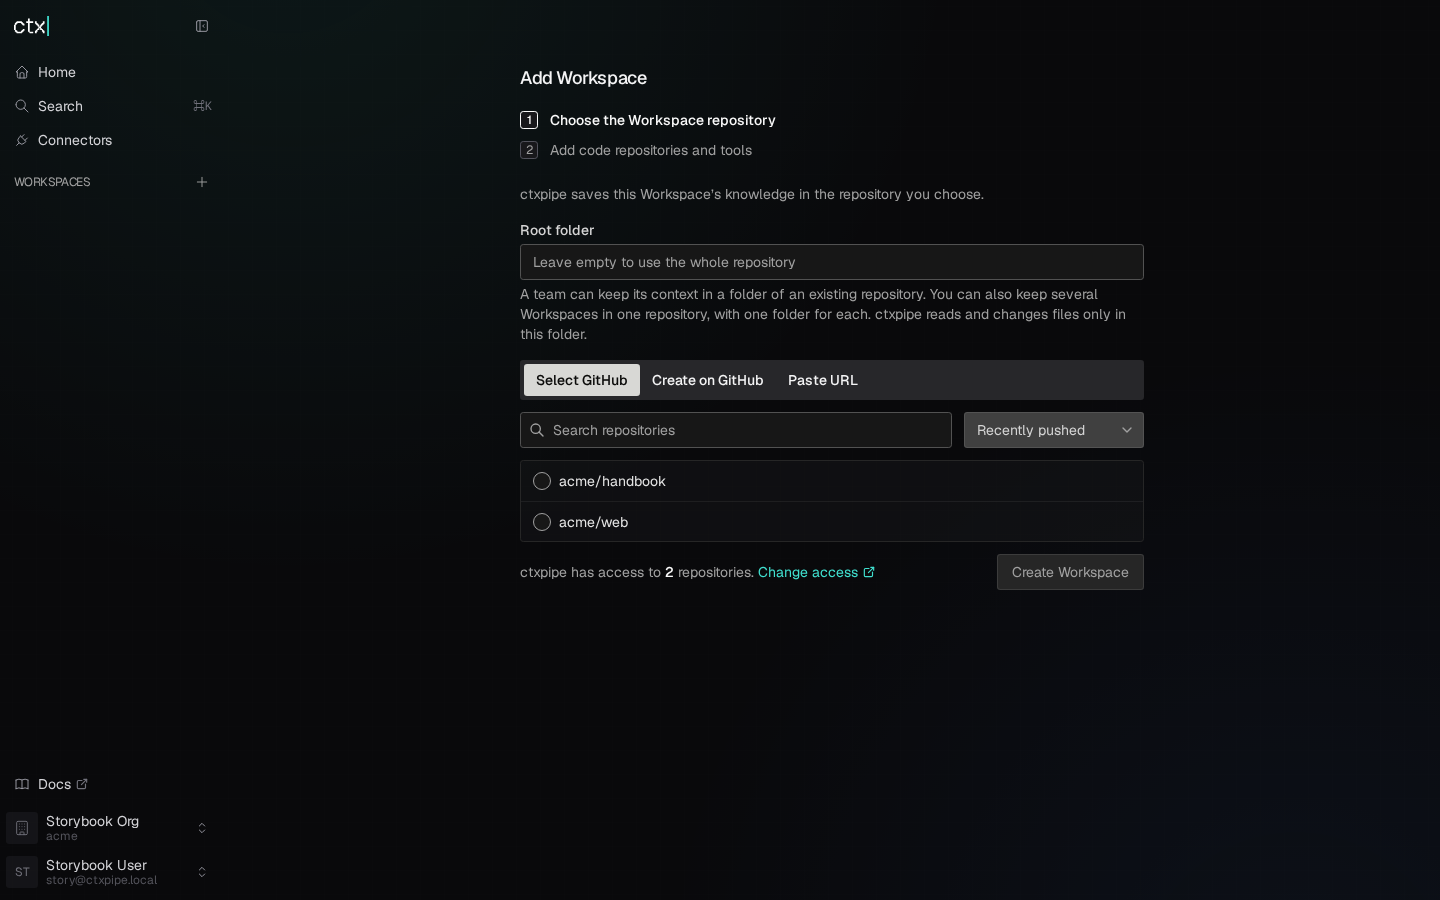 ctx
Home
Search ⌘K
Connectors
WORKSPACES
Add Workspace
1 Choose the Workspace repository
2 Add code repositories and tools
ctxpipe saves this Workspace's knowledge in the repository you choose.
Root folder
Leave empty to use the whole repository
A team can keep its context in a folder of an existing repository. You can also keep several
Workspaces in one repository, with one folder for each. ctxpipe reads and changes files only in
this folder.
Select GitHub Create on GitHub Paste URL
Search repositories Recently pushed
acme/handbook
acme/web
ctxpipe has access to 2 repositories. Change access Create Workspace
Docs
Storybook Org
acme
ST Storybook User
story@ctxpipe.local